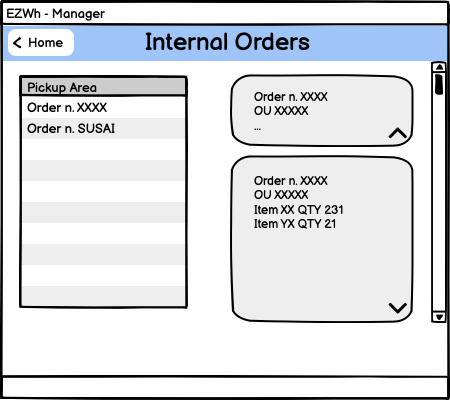 EZWh - Manager
Home
Internal Orders
Pickup Area
Order n. XXXX
Order n. SUSAI
Order n. XXXX
OU XXXXX
...
Order n. XXXX
OU XXXXX
Item XX QTY 231
Item YX QTY 21